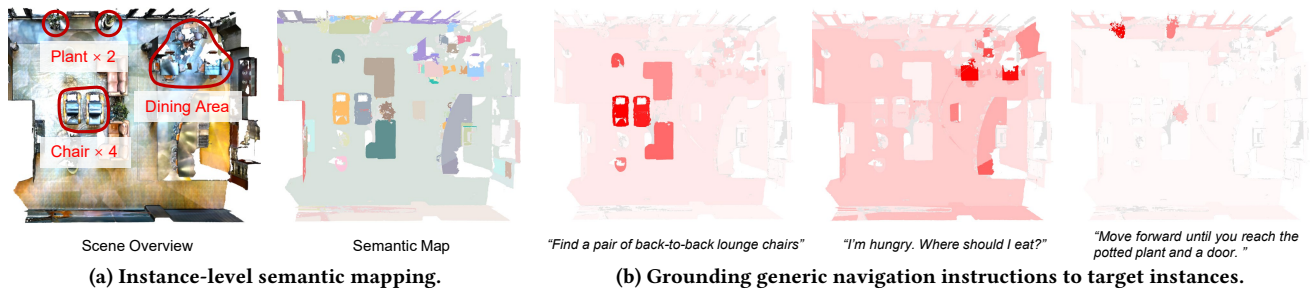 Plant × 2
Dining Area
Chair × 4
Scene Overview
Semantic Map
“Find a pair of back-to-back lounge chairs”
“I’m hungry. Where should I eat?”
“Move forward until you reach the
potted plant and a door. ”
(a) Instance-level semantic mapping.
(b) Grounding generic navigation instructions to target instances.